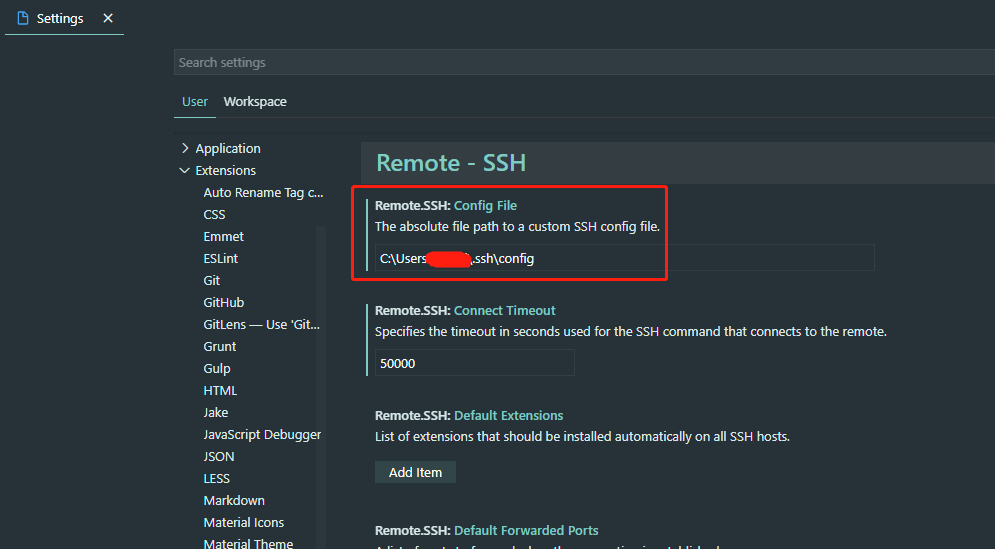 Settings
Search settings
User Workspace
Application
Extensions
Auto Rename Tag c...
CSS
Emmet
ESLint
Git
GitHub
GitLens — Use 'Git...
Grunt
Gulp
HTML
Jake
JavaScript Debugger
JSON
LESS
Markdown
Material Icons
Material Theme
Remote - SSH
Remote.SSH: Config File
The absolute file path to a custom SSH config file.
C:\Users \.ssh\config
Remote.SSH: Connect Timeout
Specifies the timeout in seconds used for the SSH command that connects to the remote.
50000
Remote.SSH: Default Extensions
List of extensions that should be installed automatically on all SSH hosts.
Add Item
Remote.SSH: Default Forwarded Ports